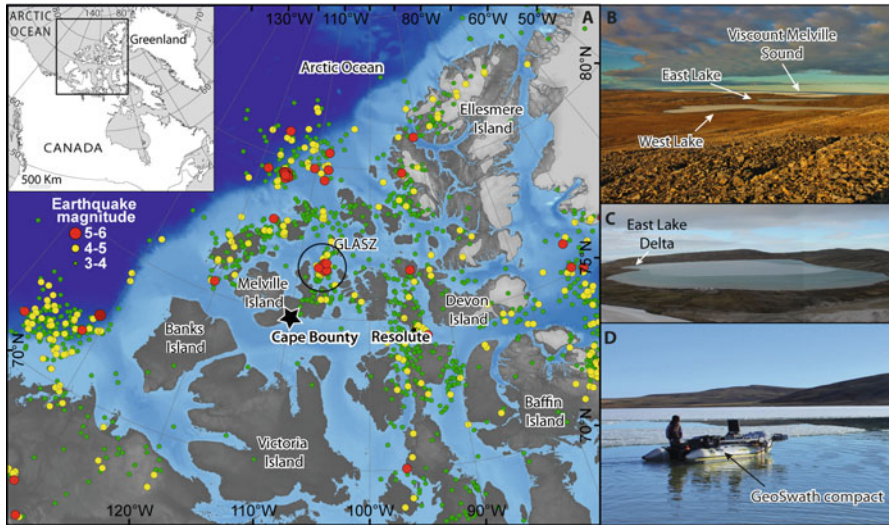 ARCTIC
OCEAN
140°
80°
70°
Greenland
CANADA
500 Km
130°W 110°W 60°W 50°W A
80°N
Arctic Ocean
Ellesmere
Island
Earthquake
magnitude
5-6
4-5
3-4
GLASZ
75°N
Melville
Island
Devon
Island
Banks
Island
Cape Bounty
Resolute
70°N
Baffin
Island
Victoria
Island
70°N
120°W 100°W 90°W
B
Viscount Melville
Sound
East Lake
West Lake
C
East Lake
Delta
D
GeoSwath compact